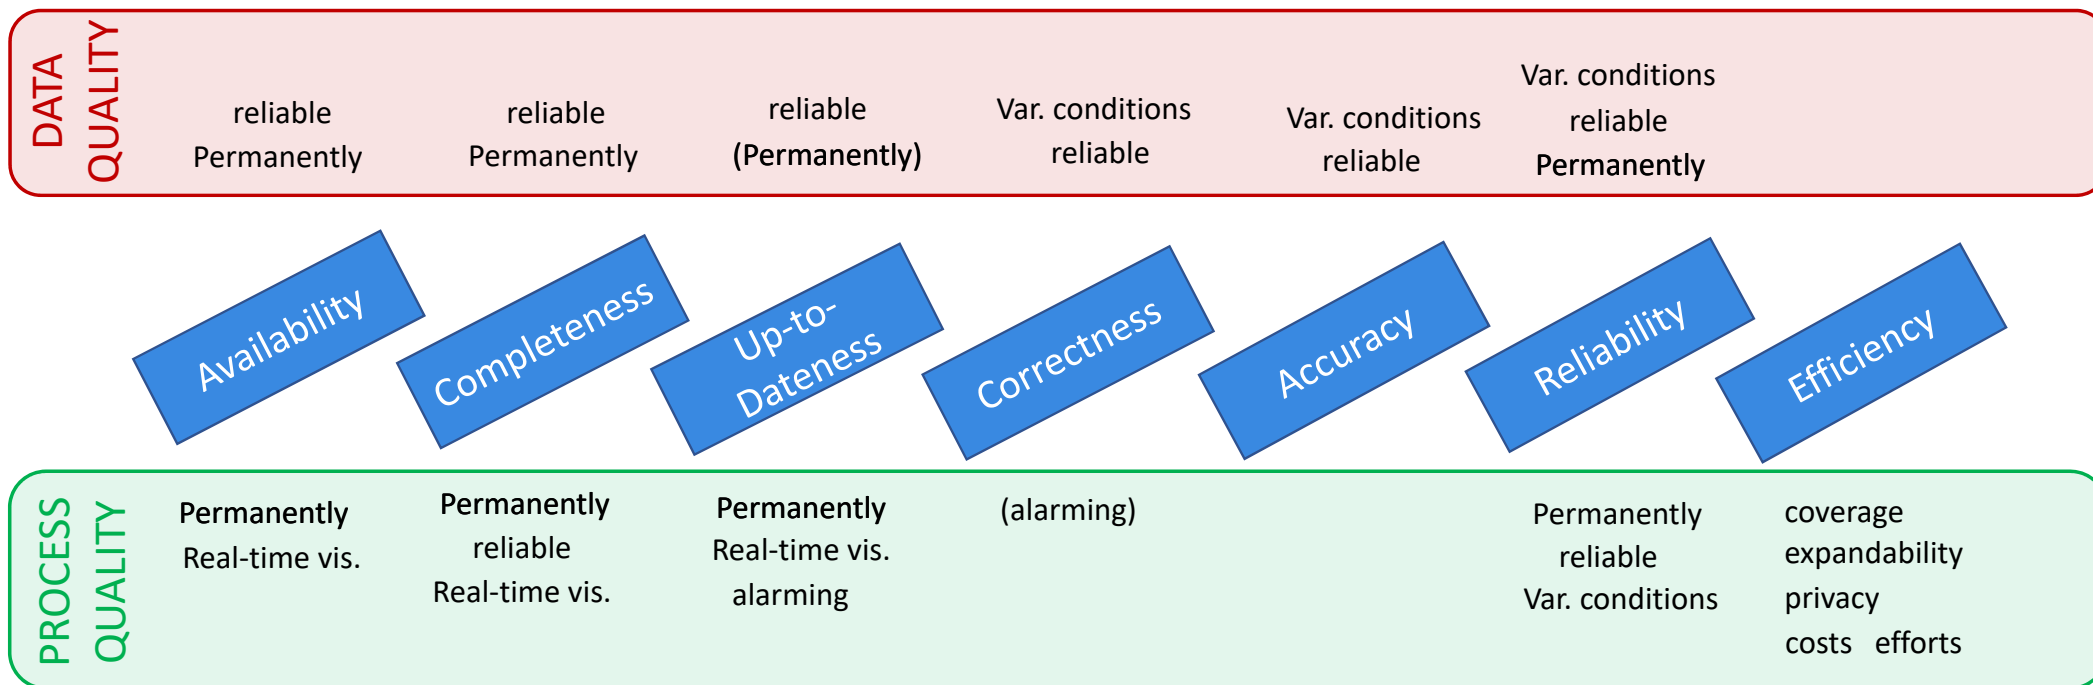 DATA
QUALITY
reliable
Permanently
reliable
Permanently
reliable
(Permanently)
Var. conditions
reliable
Var. conditions
reliable
Var. conditions
reliable
Permanently
Availability
Completeness
Up-to-
Dateness
Correctness
Accuracy
Reliability
Efficiency
PROCESS
QUALITY
Permanently
Real-time vis.
Permanently
reliable
Real-time vis.
Permanently
Real-time vis.
alarming
(alarming)
Permanently
reliable
Var. conditions
coverage
expandability
privacy
costs efforts